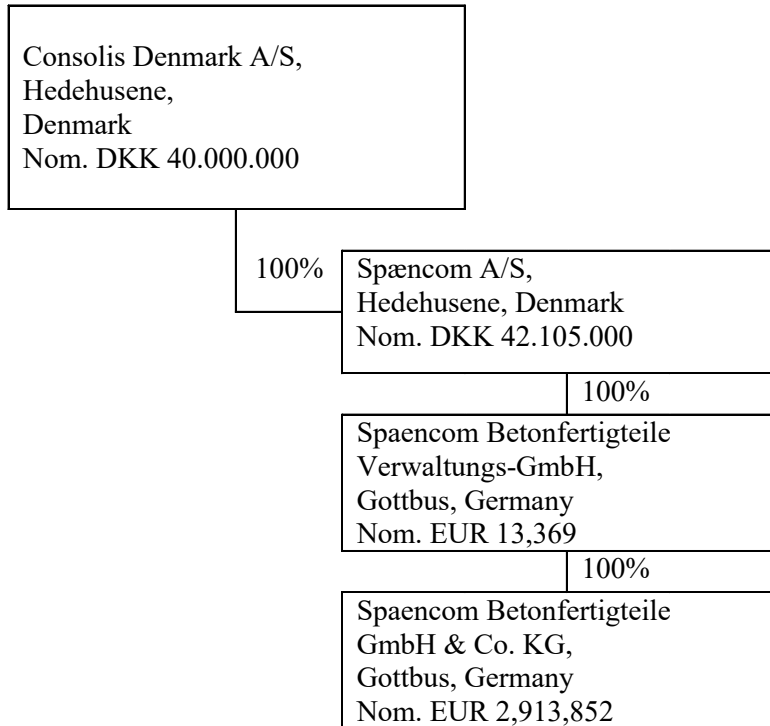 Consolis Denmark A/S,
Hedehusene,
Denmark
Nom. DKK 40.000.000
100%
Spæncom A/S,
Hedehusene, Denmark
Nom. DKK 42.105.000
100%
Spaencom Betonfertigteile
Verwaltungs-GmbH,
Gottbus, Germany
Nom. EUR 13,369
100%
Spaencom Betonfertigteile
GmbH & Co. KG,
Gottbus, Germany
Nom. EUR 2,913,852